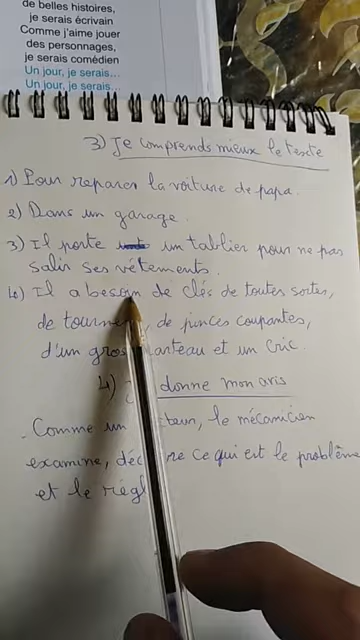 de belles histoires,
je serais écrivain
Comme j'aime jouer
des personnages,
je serais comédien
Un jour, je serais...
Un jour, je serais...
3) Je comprends mieux le texte
1) Pour reparer la voiture de papa.
2) Dans un garage.
3) Il porte un tablier pour ne pas
salir ses vêtements.
4) Il a besoin de clés de toutes sortes,
de tourne de pinces coupantes,
d'un gros marteau et un cric.
4) donne mon avis
. Comme un le mécanicien
examine, ce qui est le problème
et le